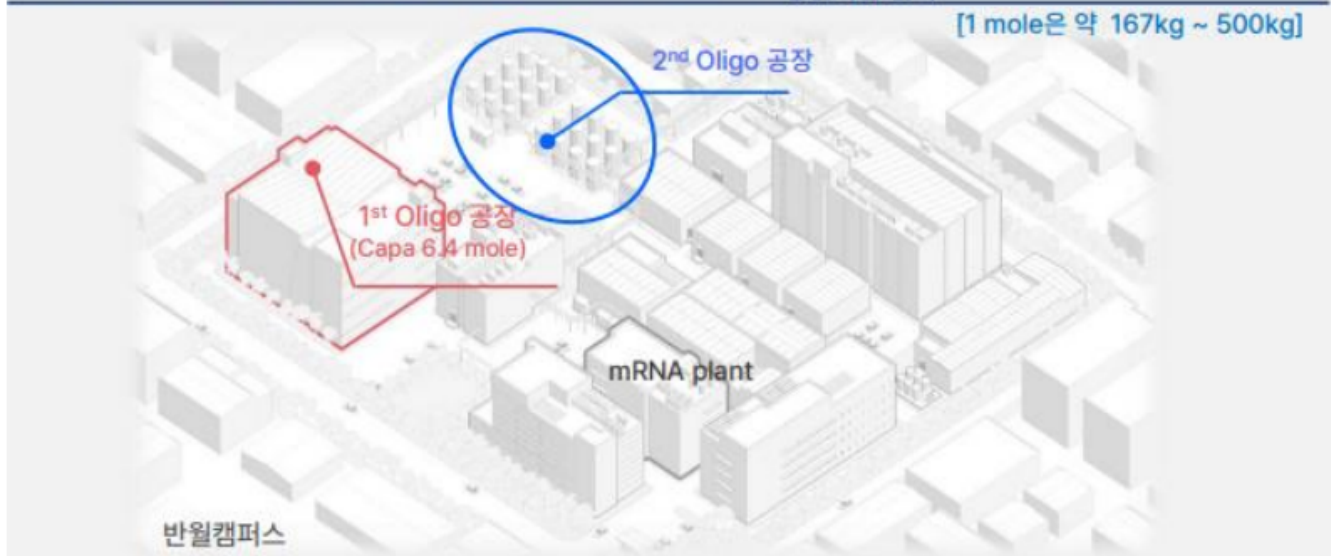 [1 mole은 약 167kg ~ 500kg]
2nd Oligo 공장
1st Oligo 공장
(Capa 6.4 mole)
mRNA plant
반월캠퍼스